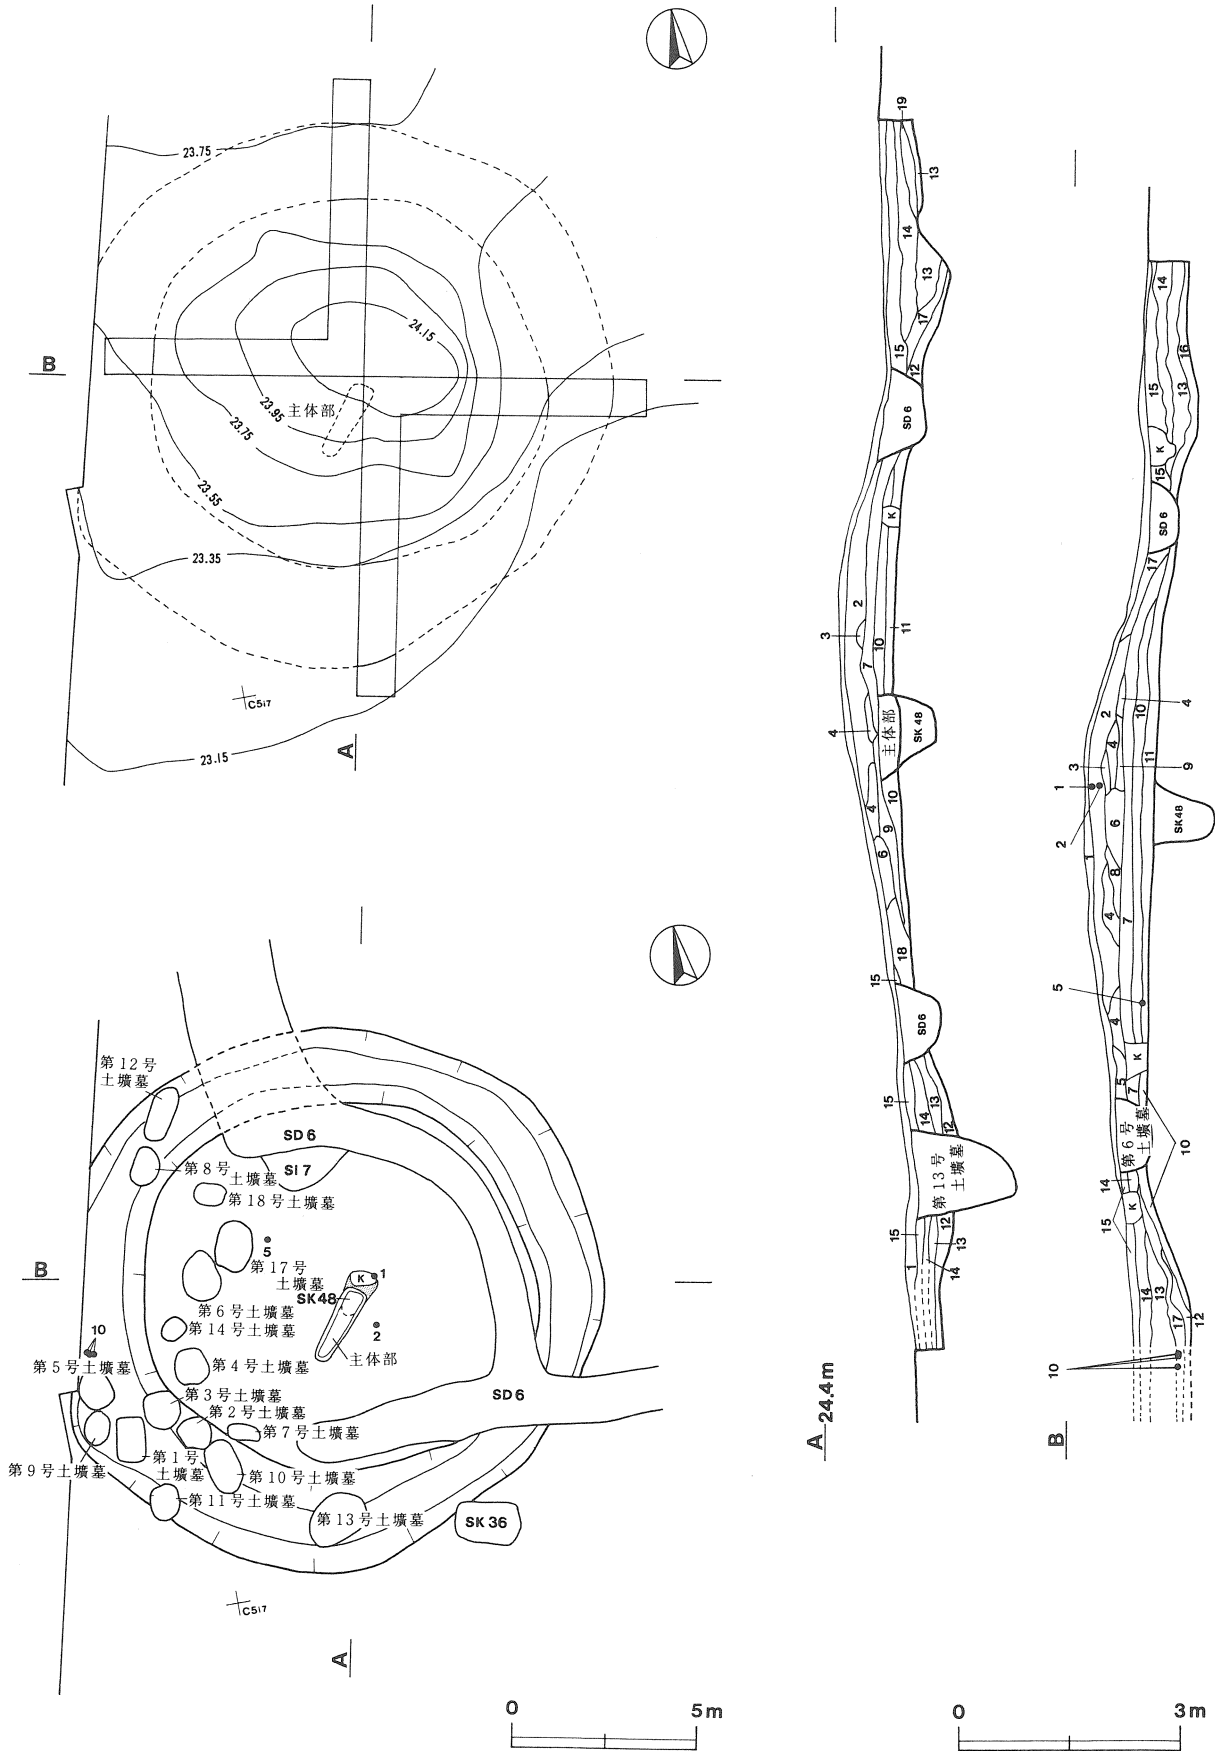 23.75
24.15
B
23.95
主体部
23.75
23.55
23.35
C5i7
A
23.15
第12号
土壙墓
SD 6
第8号
土壙墓
SI 7
第18号土壙墓
5
B
第17号
土壙墓
K
1
SK48
第6号土壙墓
第14号土壙墓
2
10
主体部
第5号土壙墓
第4号土壙墓
第3号土壙墓
SD 6
第2号土壙墓
第7号土壙墓
第1号
土壙墓
第9号土壙墓
第10号土壙墓
第11号土壙墓
第13号土壙墓
SK 36
C5i7
A
0
5m
19
13
14
13
17
15
12
SD 6
K
2
3
11
10
7
主体部
SK 48
4
4
10
9
6
18
15
SD6
15
13
14
12
第13号
土壙墓
15
12
13
1
14
A 24.4m
14
16
15
13
K
15
SD 6
17
4
2
10
4
3
11
9
1
SK48
6
2
1
8
4
7
5
4
K
5
7
第6号
土壙墓
10
14
K
15
14
13
17
12
10
B
0
3m